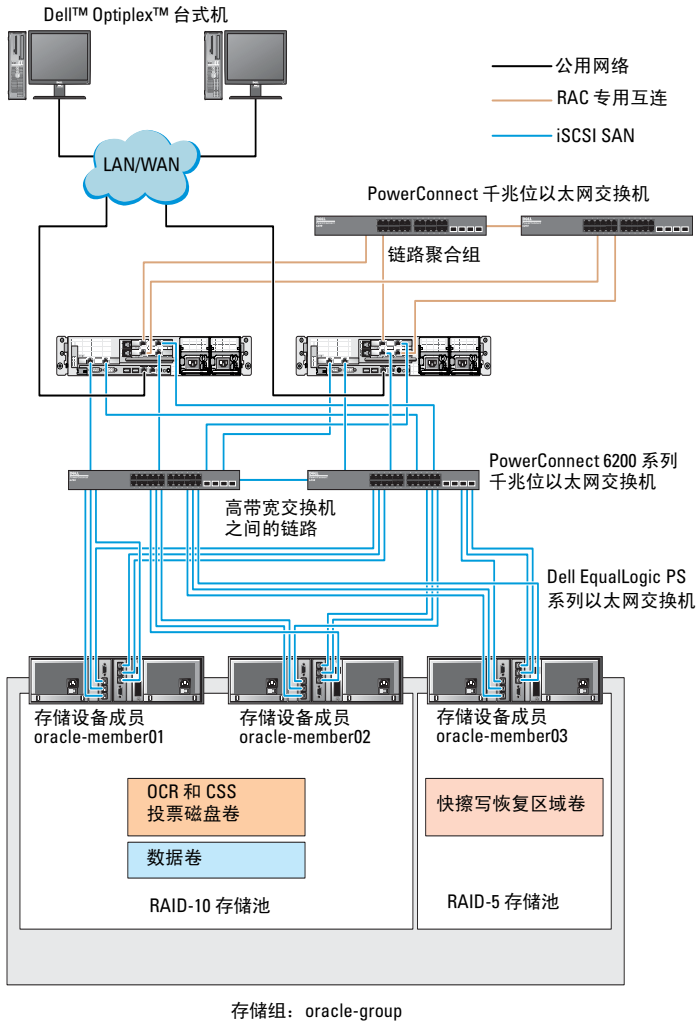 Dell™ Optiplex™ 台式机
公用网络
RAC 专用互连
iSCSI SAN
LAN/WAN
PowerConnect 千兆位以太网交换机
链路聚合组
PowerConnect 6200 系列
千兆位以太网交换机
高带宽交换机
之间的链路
Dell EqualLogic PS
系列以太网交换机
存储设备成员
oracle-member01
存储设备成员
oracle-member02
存储设备成员
oracle-member03
OCR 和 CSS
投票磁盘卷
快擦写恢复区域卷
数据卷
RAID-10 存储池
RAID-5 存储池
存储组：oracle-group